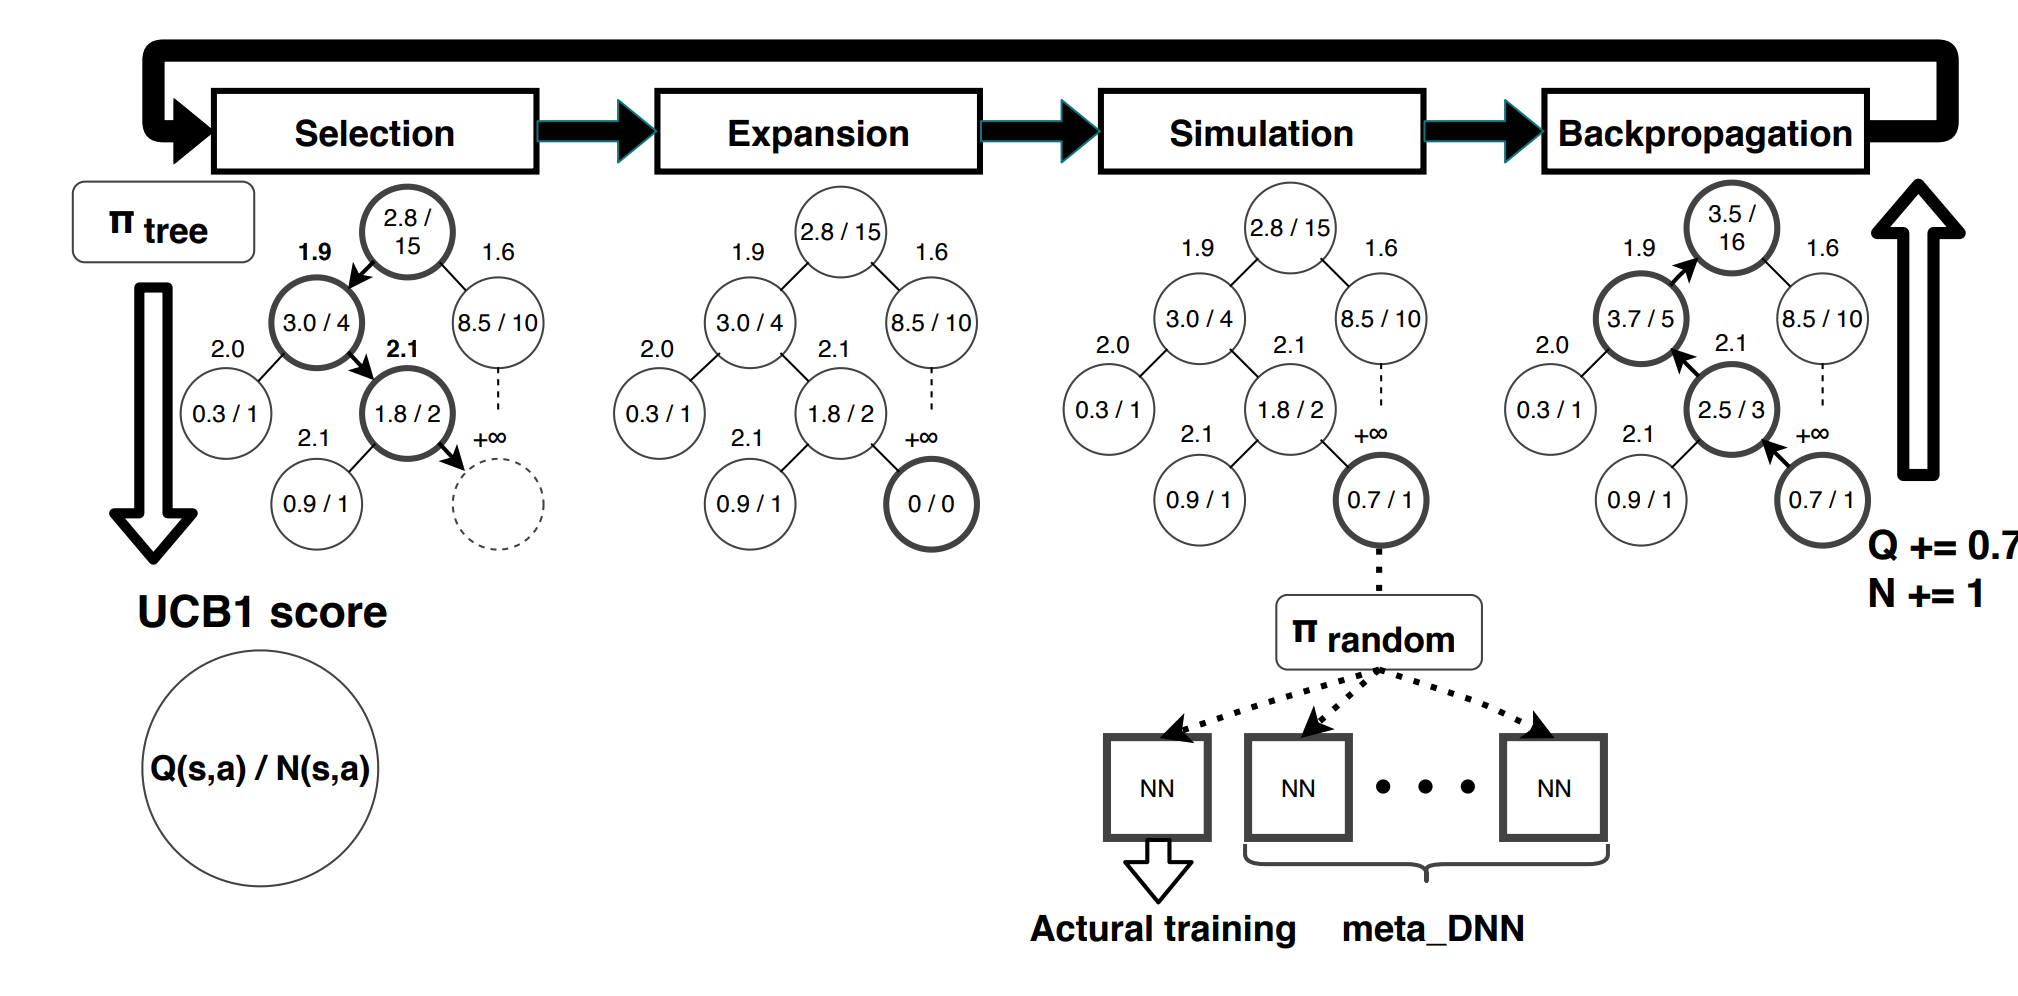 Selection
Expansion
Simulation
Backpropagation
π tree
2.8 /
15
1.9
1.6
3.0 / 4
8.5 / 10
2.0
2.1
0.3 / 1
1.8 / 2
2.1
+∞
0.9 / 1
UCB1 score
Q(s,a) / N(s,a)
2.8 / 15
1.9
1.6
3.0 / 4
8.5 / 10
2.0
2.1
0.3 / 1
1.8 / 2
2.1
+∞
0.9 / 1
0 / 0
2.8 / 15
1.9
1.6
3.0 / 4
8.5 / 10
2.0
2.1
0.3 / 1
1.8 / 2
2.1
+∞
0.9 / 1
0.7 / 1
π random
NN
NN
NN
Actural training
meta_DNN
3.5 /
16
1.9
1.6
3.7 / 5
8.5 / 10
2.0
2.1
0.3 / 1
2.5 / 3
2.1
+∞
0.9 / 1
0.7 / 1
Q += 0.7
N += 1